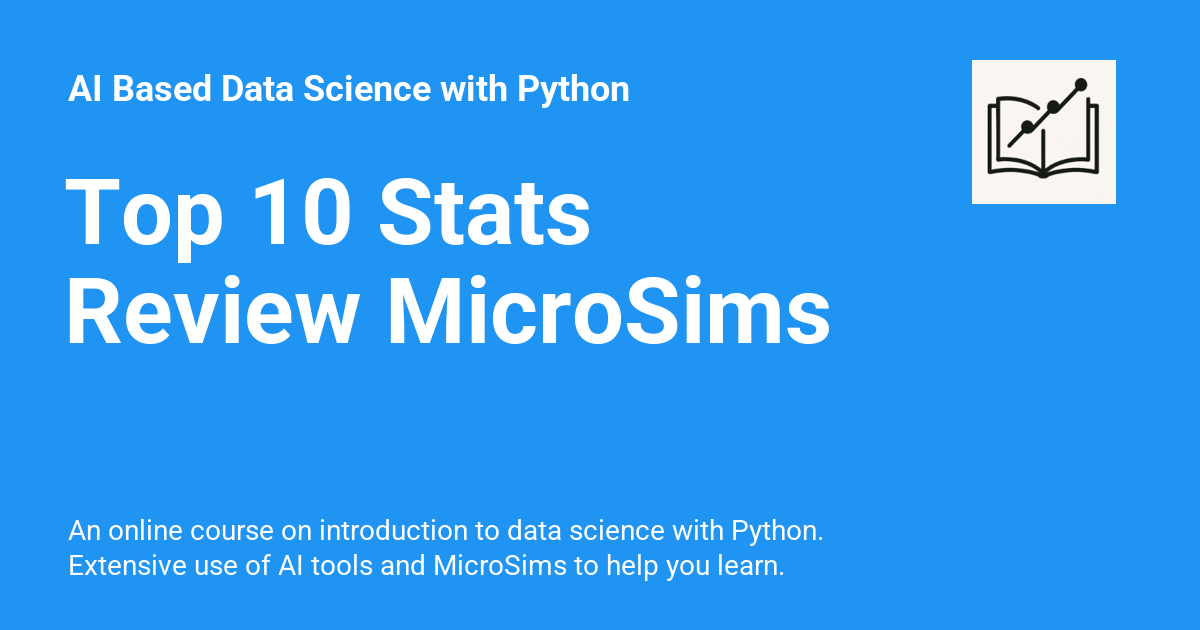 AI Based Data Science with Python
Top 10 Stats
Review MicroSims
An online course on introduction to data science with Python.
Extensive use of AI tools and MicroSims to help you learn.